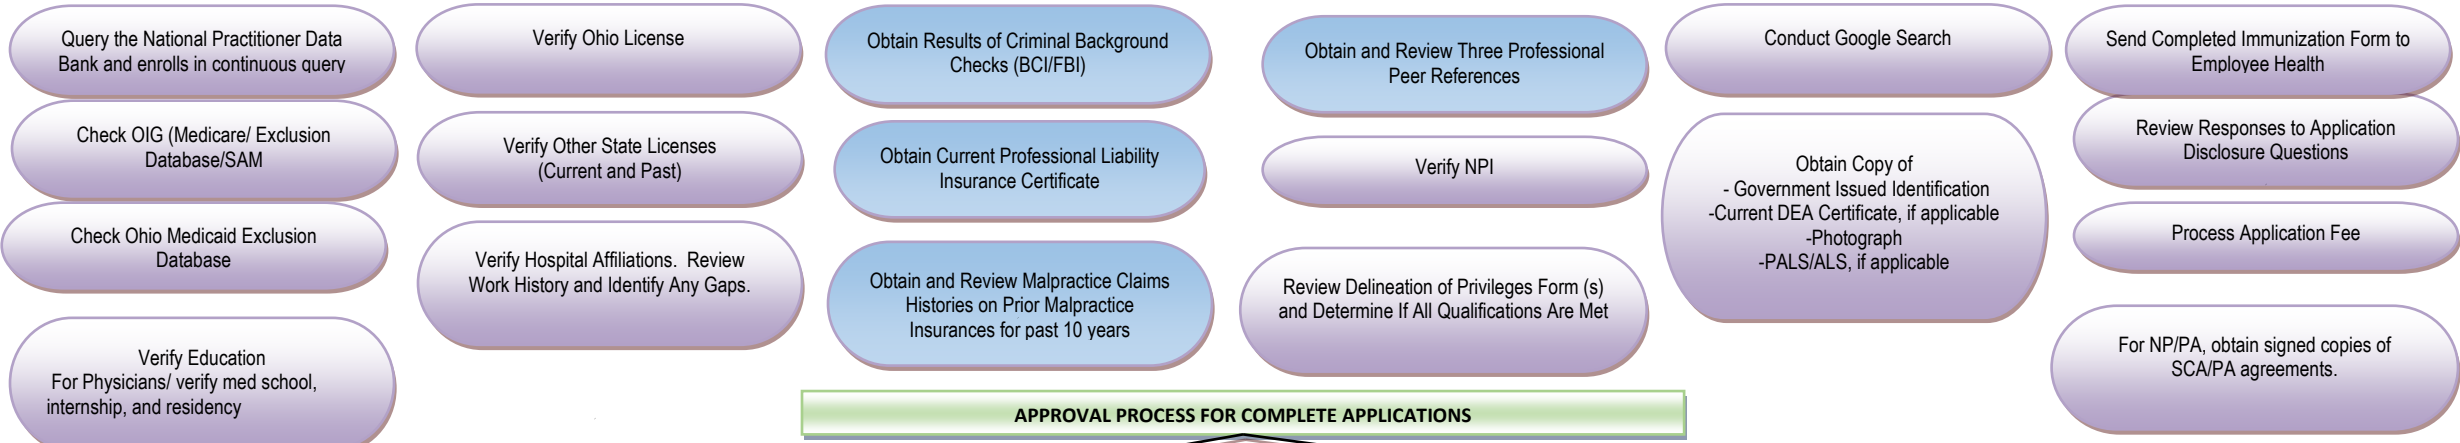 Query the National Practitioner Data
Bank and enrolls in continuous query
Check OIG (Medicare/ Exclusion
Database/SAM
Check Ohio Medicaid Exclusion
Database
Verify Education
For Physicians/ verify med school,
internship, and residency
Verify Ohio License
Verify Other State Licenses
(Current and Past)
Verify Hospital Affiliations.  Review
Work History and Identify Any Gaps.
Obtain Results of Criminal Background
Checks (BCI/FBI)
Obtain Current Professional Liability
Insurance Certificate
Obtain and Review Malpractice Claims
Histories on Prior Malpractice
Insurances for past 10 years
Obtain and Review Three Professional
Peer References
Verify NPI
Review Delineation of Privileges Form (s)
and Determine If All Qualifications Are Met
Conduct Google Search
Obtain Copy of
- Government Issued Identification
-Current DEA Certificate, if applicable
-Photograph
-PALS/ALS, if applicable
Send Completed Immunization Form to
Employee Health
Review Responses to Application
Disclosure Questions
Process Application Fee
For NP/PA, obtain signed copies of
SCA/PA agreements.
APPROVAL PROCESS FOR COMPLETE APPLICATIONS